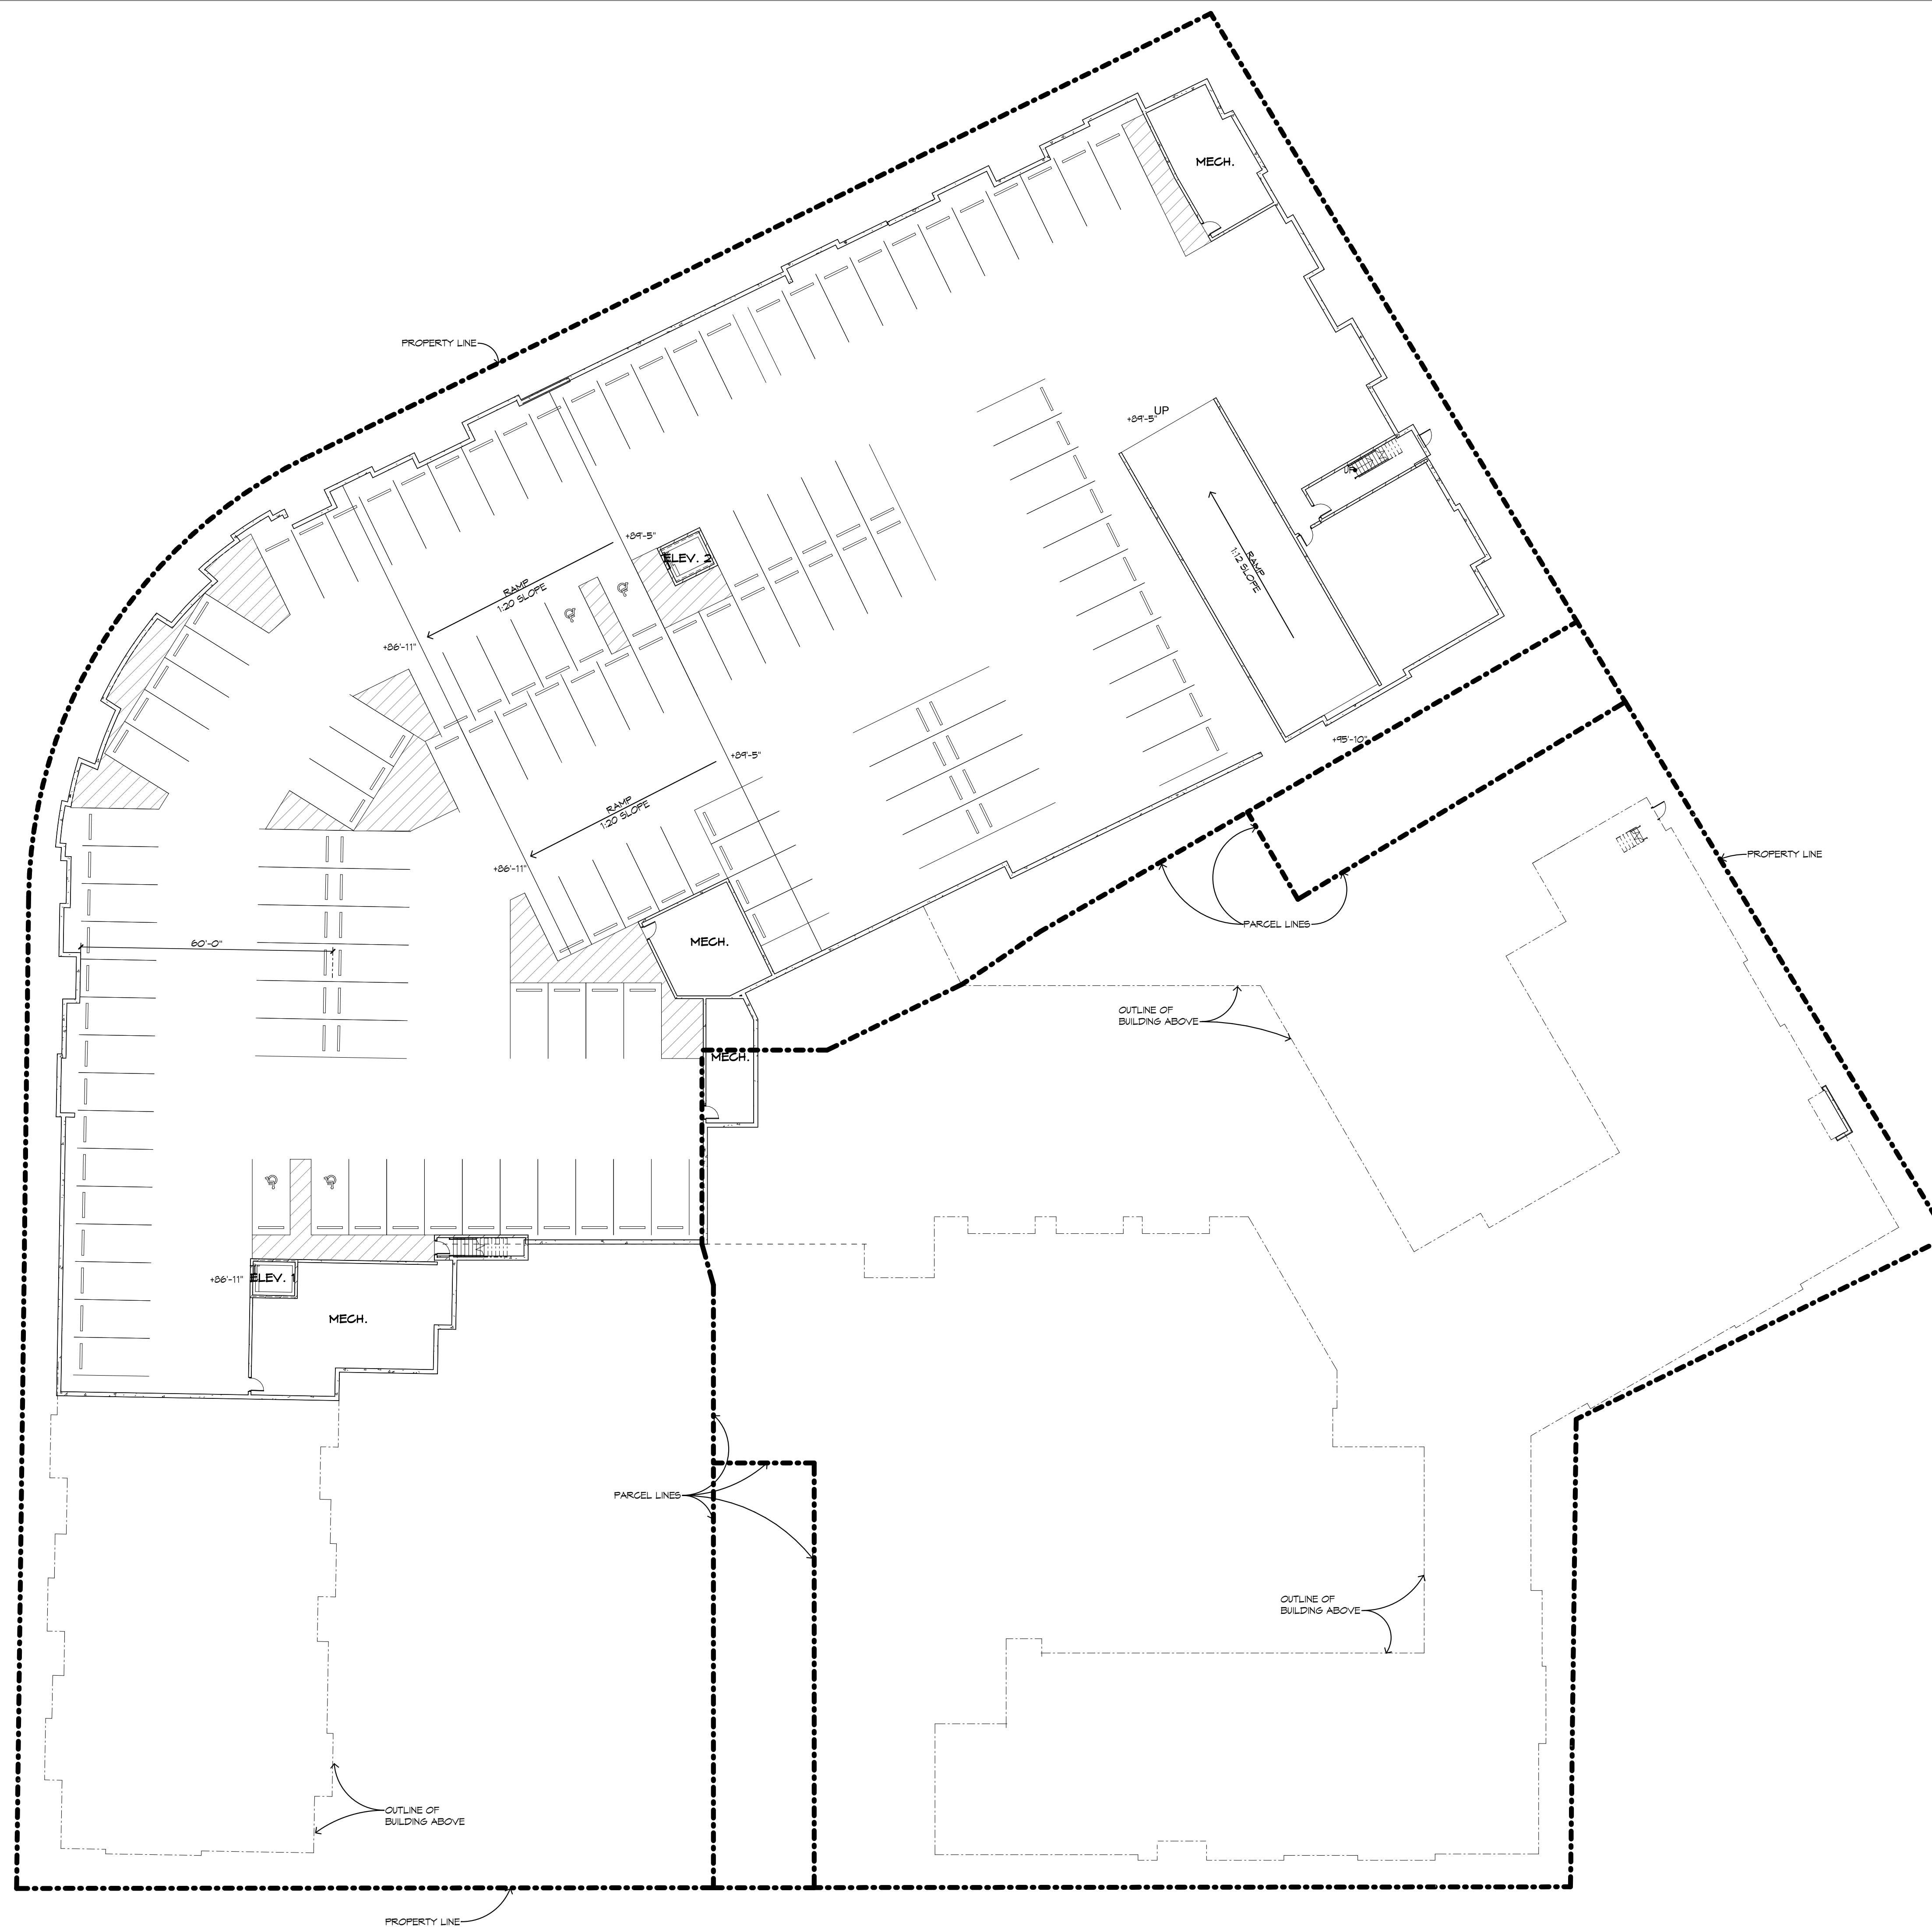 MECH.
PROPERTY LINE
UP
+89'-5"
UP
+89'-5"
ELEV. 2
RAMP
1:20 SLOPE
RAMP
1:12 SLOPE
+86'-11"
+95'-10"
+89'-5"
RAMP
1:20 SLOPE
PROPERTY LINE
+86'-11"
PARCEL LINES
60'-0"
MECH.
OUTLINE OF
BUILDING ABOVE
MECH.
+86'-11"
ELEV. 1
MECH.
PARCEL LINES
OUTLINE OF
BUILDING ABOVE
OUTLINE OF
BUILDING ABOVE
PROPERTY LINE